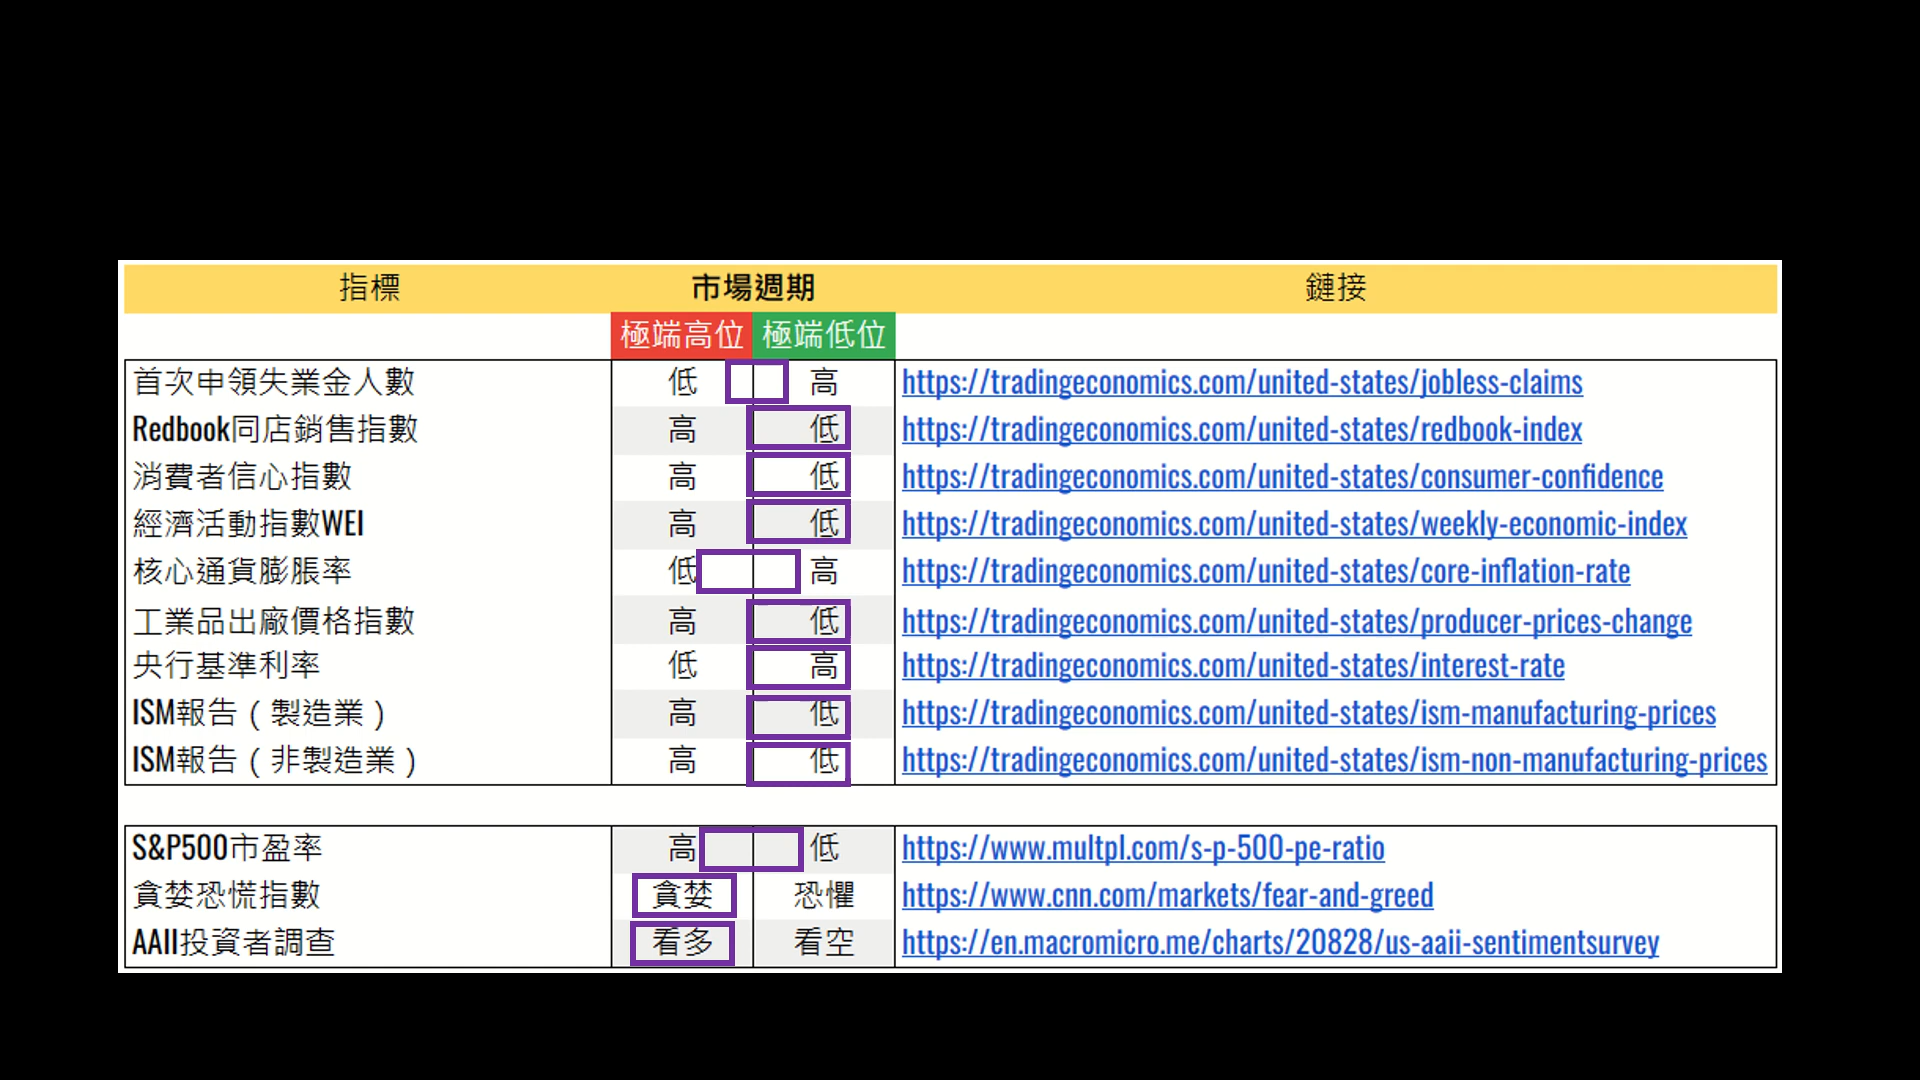 指標 市場週期 鏈接
極端高位 極端低位
首次申領失業金人數 低 高 https://tradingeconomics.com/united-states/jobless-claims
Redbook同店銷售指數 高 低 https://tradingeconomics.com/united-states/redbook-index
消費者信心指數 高 低 https://tradingeconomics.com/united-states/consumer-confidence
經濟活動指數WEI 高 低 https://tradingeconomics.com/united-states/weekly-economic-index
核心通貨膨脹率 低 高 https://tradingeconomics.com/united-states/core-inflation-rate
工業品出廠價格指數 高 低 https://tradingeconomics.com/united-states/producer-prices-change
央行基準利率 低 高 https://tradingeconomics.com/united-states/interest-rate
ISM報告（製造業） 高 低 https://tradingeconomics.com/united-states/ism-manufacturing-prices
ISM報告（非製造業） 高 低 https://tradingeconomics.com/united-states/ism-non-manufacturing-prices
S&P500市盈率 高 低 https://www.multpl.com/s-p-500-pe-ratio
貪婪恐慌指數 貪婪 恐懼 https://www.cnn.com/markets/fear-and-greed
AAII投資者調查 看多 看空 https://en.macromicro.me/charts/20828/us-aaii-sentimentsurvey